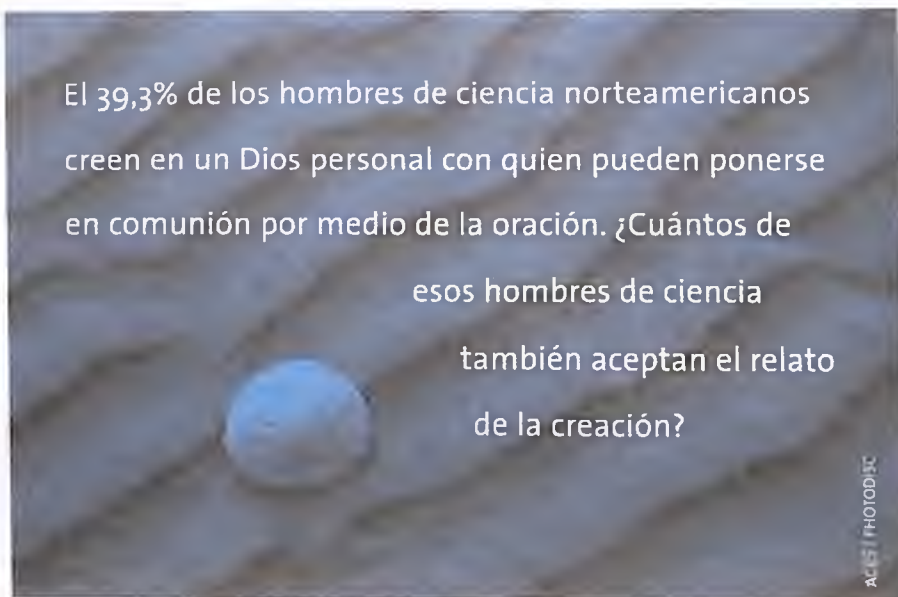 El 39,3% de los hombres de ciencia norteamericanos
creen en un Dios personal con quien pueden ponerse
en comunión por medio de la oración. ¿Cuántos de
esos hombres de ciencia
también aceptan el relato
de la creación?
ACES / PHOTODISC